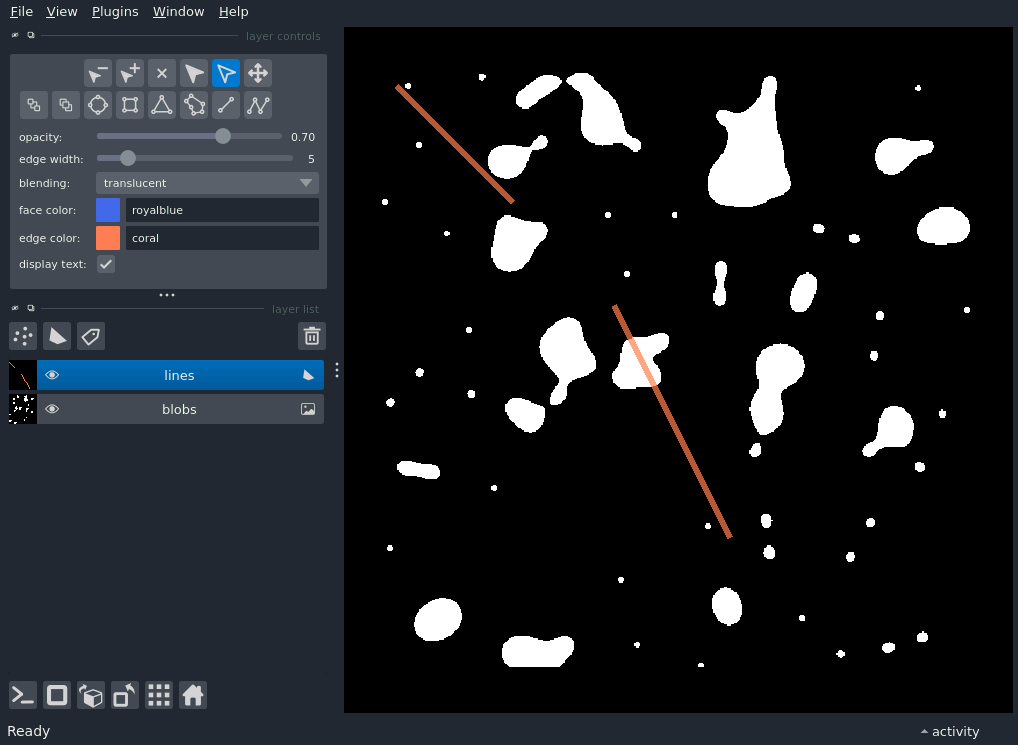 File View Plugins Window Help
layer controls
opacity: 0.70
edge width: 5
blending: translucent
face color: royalblue
edge color: coral
display text:
layer list
lines
blobs
Ready activity